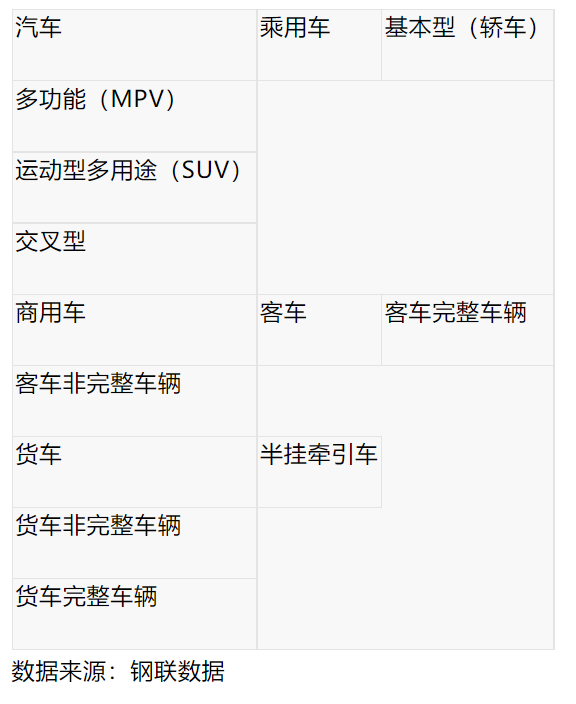 汽车 乘用车 基本型（轿车）
多功能（MPV）
运动型多用途（SUV）
交叉型
商用车 客车 客车完整车辆
客车非完整车辆
货车 半挂牵引车
货车非完整车辆
货车完整车辆
数据来源：钢联数据